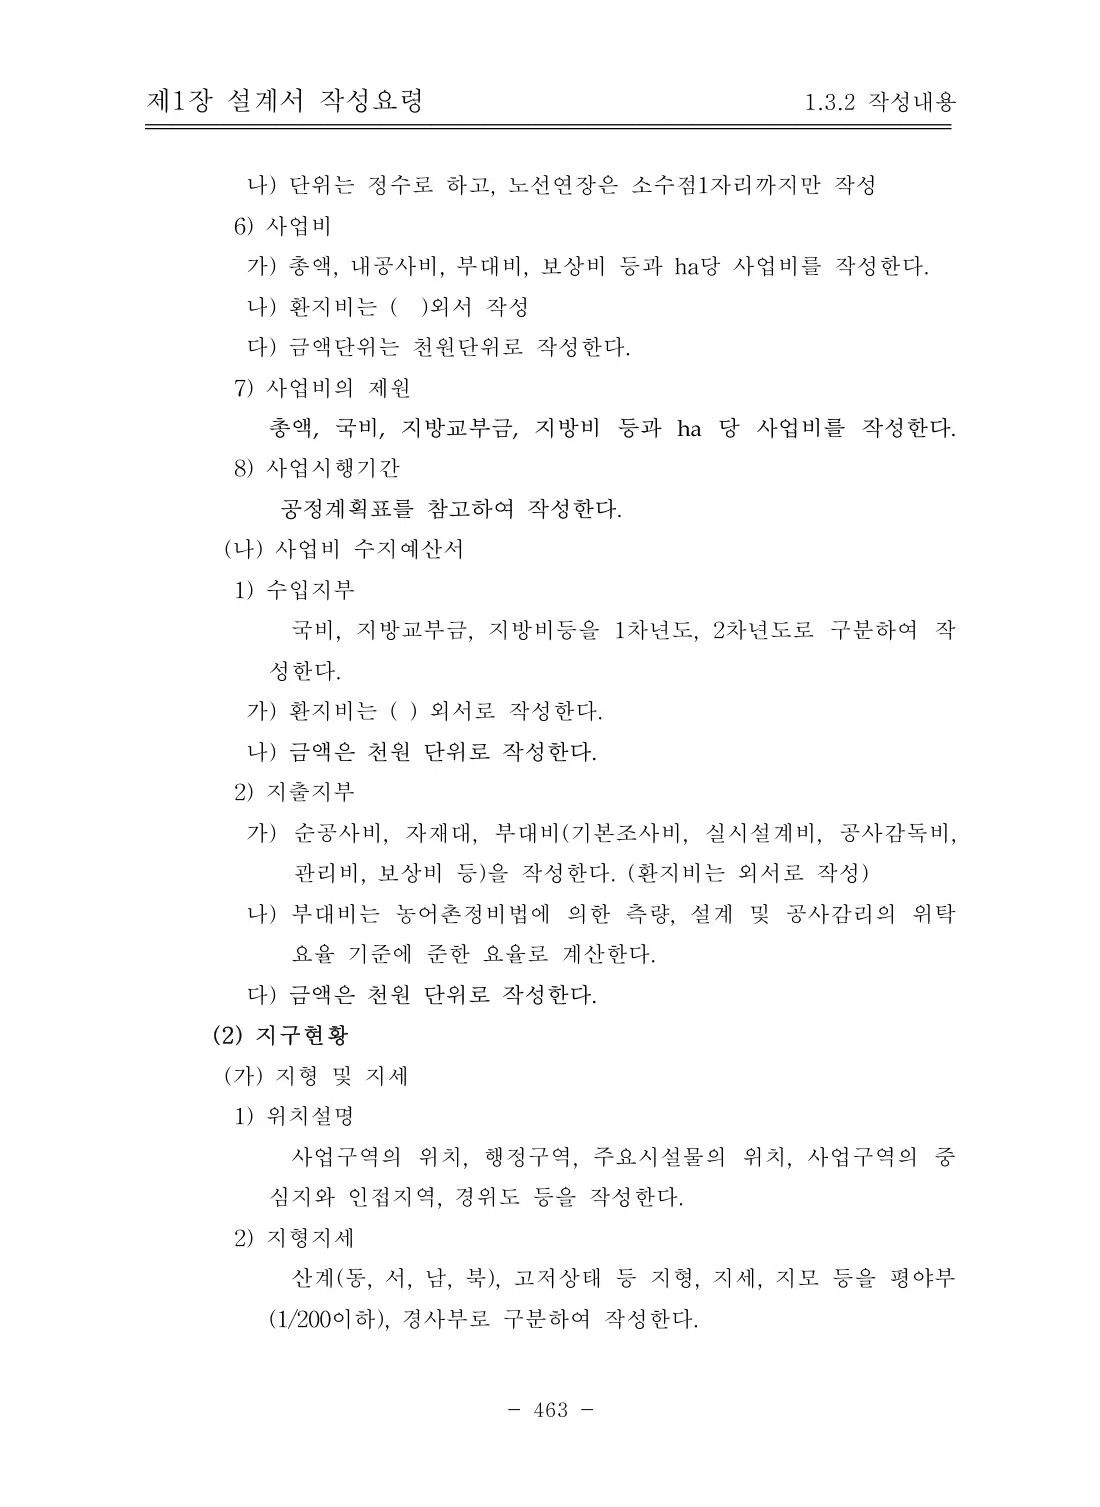 제1장 설계서 작성요령 1.3.2 작성내용
나) 단위는 정수로 하고, 노선연장은 소수점1자리까지만 작성
6) 사업비
가) 총액, 내공사비, 부대비, 보상비 등과 ha당 사업비를 작성한다.
나) 환지비는 ( )외서 작성
다) 금액단위는 천원단위로 작성한다.
7) 사업비의 제원
총액, 국비, 지방교부금, 지방비 등과 ha 당 사업비를 작성한다.
8) 사업시행기간
공정계획표를 참고하여 작성한다.
(나) 사업비 수지예산서
1) 수입지부
국비, 지방교부금, 지방비등을 1차년도, 2차년도로 구분하여 작
성한다.
가) 환지비는 ( ) 외서로 작성한다.
나) 금액은 천원 단위로 작성한다.
2) 지출지부
가) 순공사비, 자재대, 부대비(기본조사비, 실시설계비, 공사감독비,
관리비, 보상비 등)을 작성한다. (환지비는 외서로 작성)
나) 부대비는 농어촌정비법에 의한 측량, 설계 및 공사감리의 위탁
요율 기준에 준한 요율로 계산한다.
다) 금액은 천원 단위로 작성한다.
(2) 지구현황
(가) 지형 및 지세
1) 위치설명
사업구역의 위치, 행정구역, 주요시설물의 위치, 사업구역의 중
심지와 인접지역, 경위도 등을 작성한다.
2) 지형지세
산계(동, 서, 남, 북), 고저상태 등 지형, 지세, 지모 등을 평야부
(1/200이하), 경사부로 구분하여 작성한다.
- 463 -